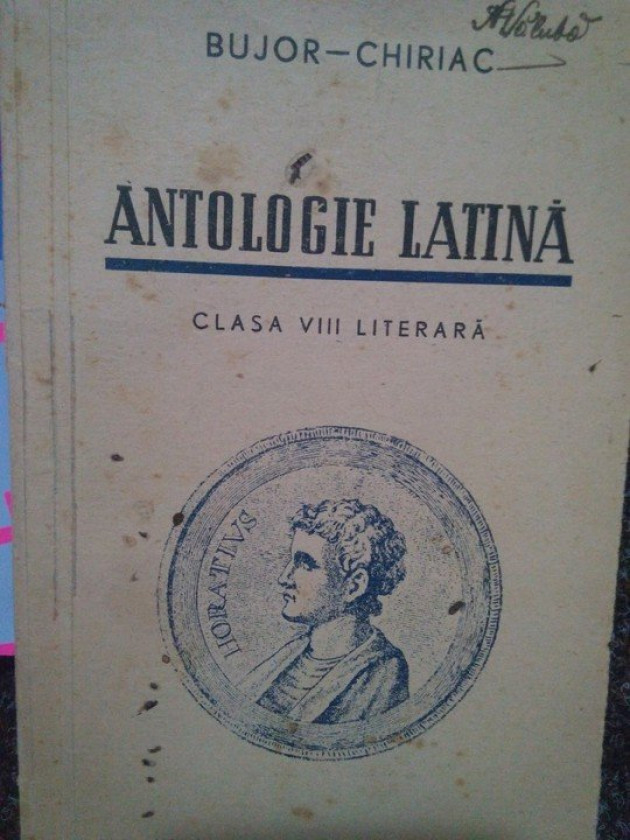 BUJOR—CHIRIAC
ANTOLOGIE LATINĂ
CLASA VIII LITERARĂ
HORATIVS